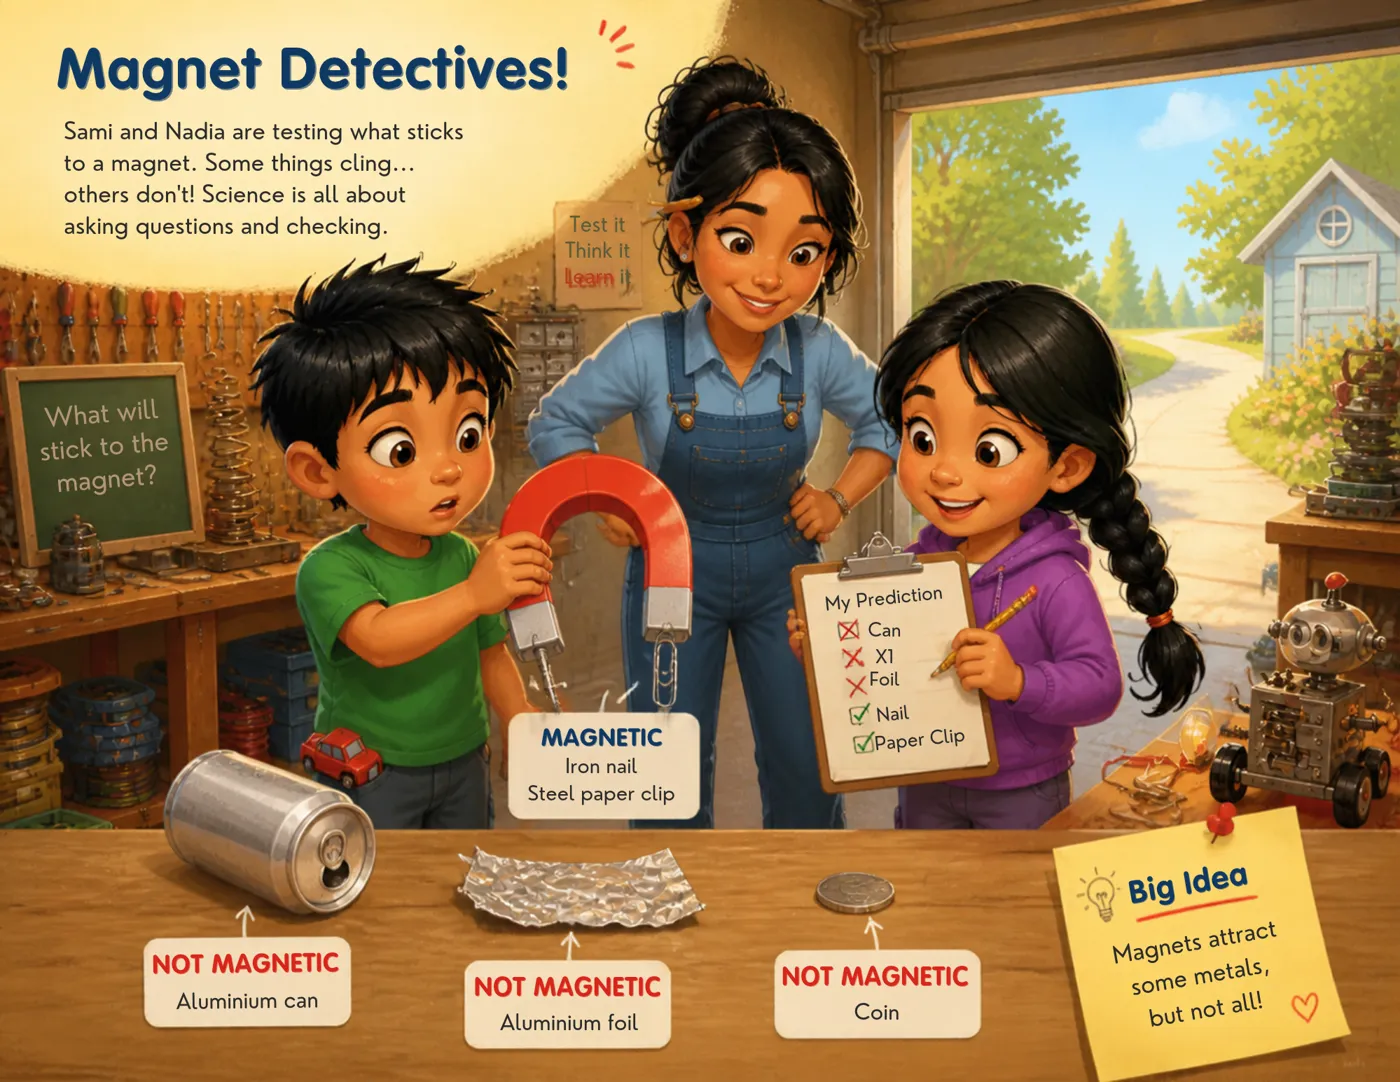 Magnet Detectives!
Sami and Nadia are testing what sticks
to a magnet. Some things cling...
others don't! Science is all about
asking questions and checking.
Test it
Think it
Learn it
What will
stick to the
magnet?
My Prediction
Can
X1
Foil
Nail
Paper Clip
MAGNETIC
Iron nail
Steel paper clip
NOT MAGNETIC
Aluminium can
NOT MAGNETIC
Aluminium foil
NOT MAGNETIC
Coin
Big Idea
Magnets attract
some metals,
but not all!